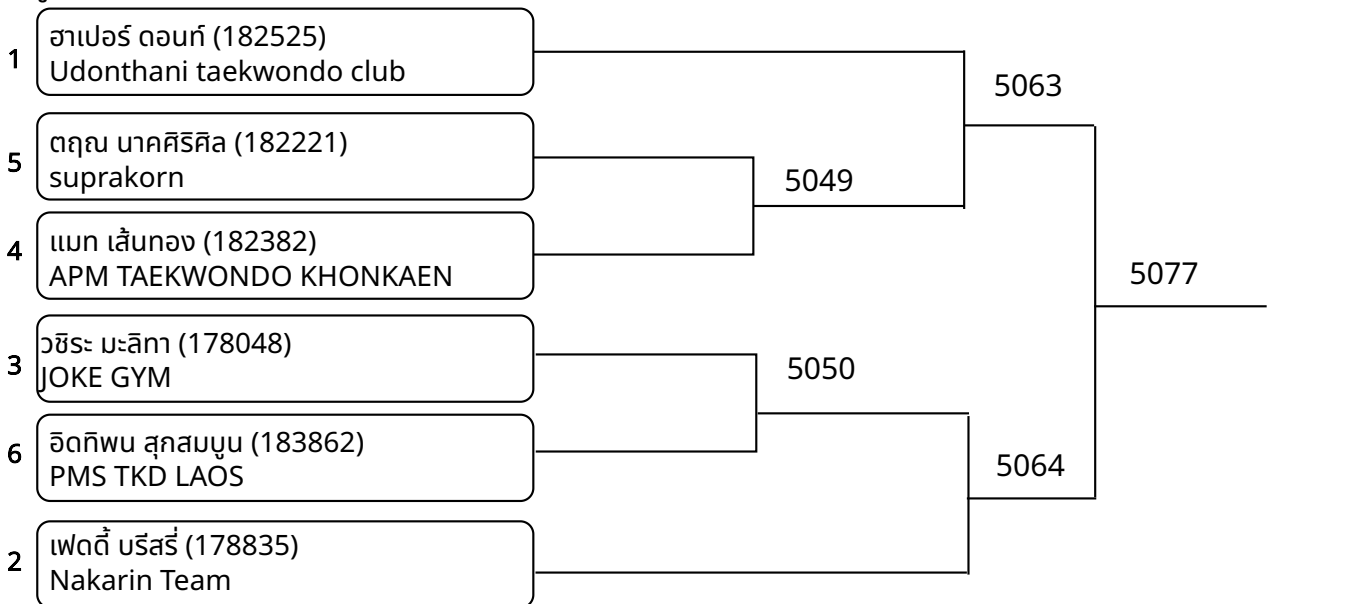 1
ฮาเปอร์ ดอนท์ (182525)
Udonthani taekwondo club
5063
5
ตฤณ นาคศิริศิล (182221)
suprakorn
5049
4
แมท เส้นทอง (182382)
APM TAEKWONDO KHONKAEN
5077
3
วชิระ มะลิทา (178048)
JOKE GYM
5050
6
อิดทิพน สุกสมบูน (183862)
PMS TKD LAOS
5064
2
เฟดดี้ บรีสรี่ (178835)
Nakarin Team